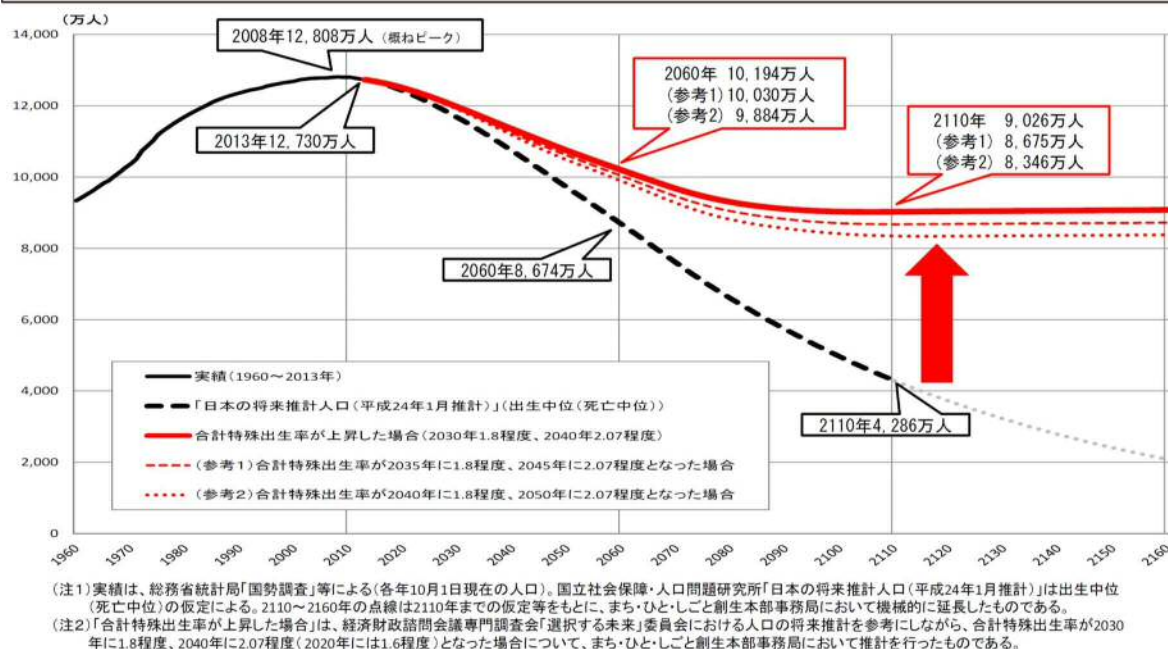 (万人)
14,000
12,000
10,000
8,000
6,000
4,000
2,000
0
2008年12,808万人（概ねピーク）
2013年12,730万人
2060年 10,194万人
(参考1) 10,030万人
(参考2) 9,884万人
2110年 9,026万人
(参考1) 8,675万人
(参考2) 8,346万人
2060年8,674万人
2110年4,286万人
実績(1960～2013年)
「日本の将来推計人口(平成24年1月推計)」(出生中位(死亡中位))
合計特殊出生率が上昇した場合(2030年1.8程度、2040年2.07程度)
(参考1)合計特殊出生率が2035年に1.8程度、2045年に2.07程度となった場合
(参考2)合計特殊出生率が2040年に1.8程度、2050年に2.07程度となった場合
1960 1970 1980 1990 2000 2010 2020 2030 2040 2050 2060 2070 2080 2090 2100 2110 2120 2130 2140 2150 2160
(注1)実績は、総務省統計局「国勢調査」等による(各年10月1日現在の人口)。国立社会保障・人口問題研究所「日本の将来推計人口(平成24年1月推計)」は出生中位
(死亡中位)の仮定による。2110～2160年の点線は2110年までの仮定等をもとに、まち・ひと・しごと創生本部事務局において機械的に延長したものである。
(注2)「合計特殊出生率が上昇した場合」は、経済財政諮問会議専門調査会「選択する未来」委員会における人口の将来推計を参考にしながら、合計特殊出生率が2030
年に1.8程度、2040年に2.07程度(2020年には1.6程度)となった場合について、まち・ひと・しごと創生本部事務局において推計を行ったものである。